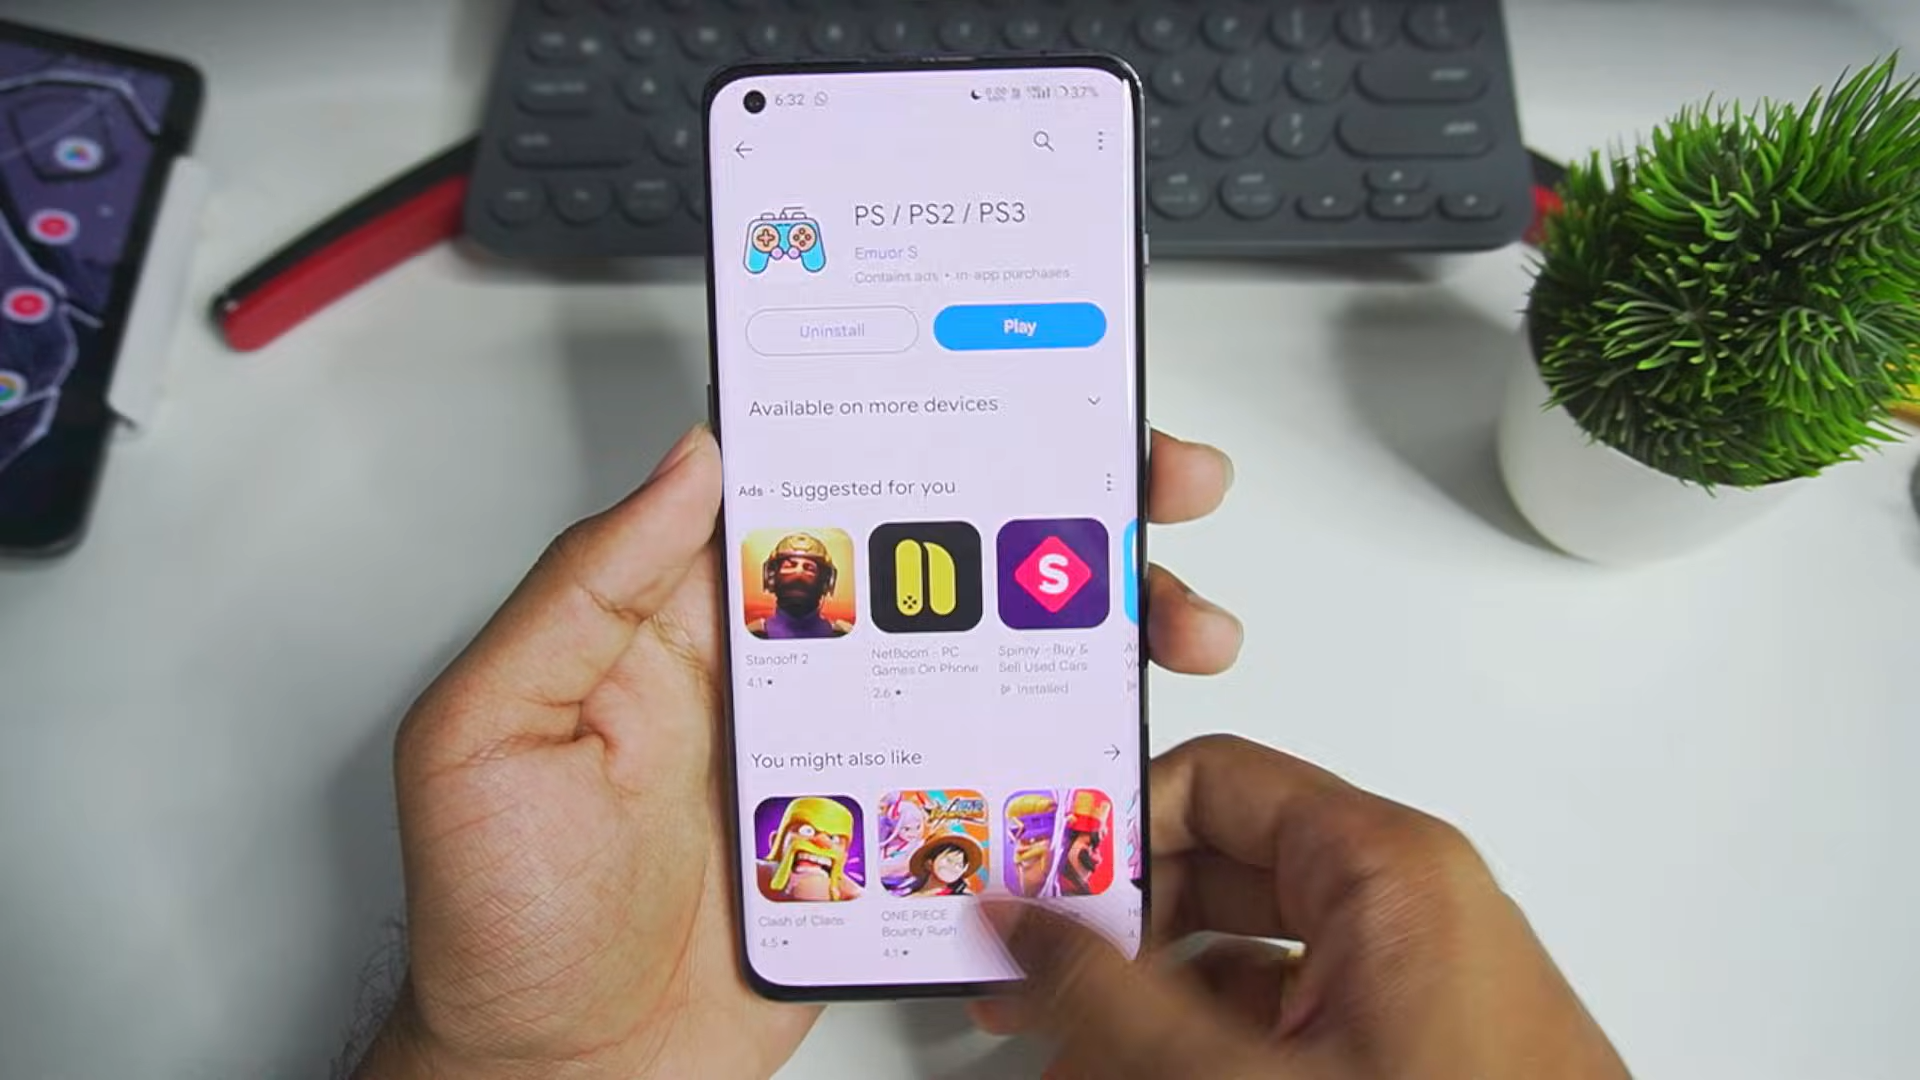 6:32
37%
PS / PS2 / PS3
Emuor S
Contains ads • In-app purchases
Uninstall
Play
Available on more devices
Ads • Suggested for you
S
Standoff 2
4.1 ★
NetBoom - PC
Games On Phone
2.6 ★
Spinny - Buy &
Sell Used Cars
Installed
You might also like
Clash of Clans
4.5 ★
ONE PIECE
Bounty Rush
4.1 ★